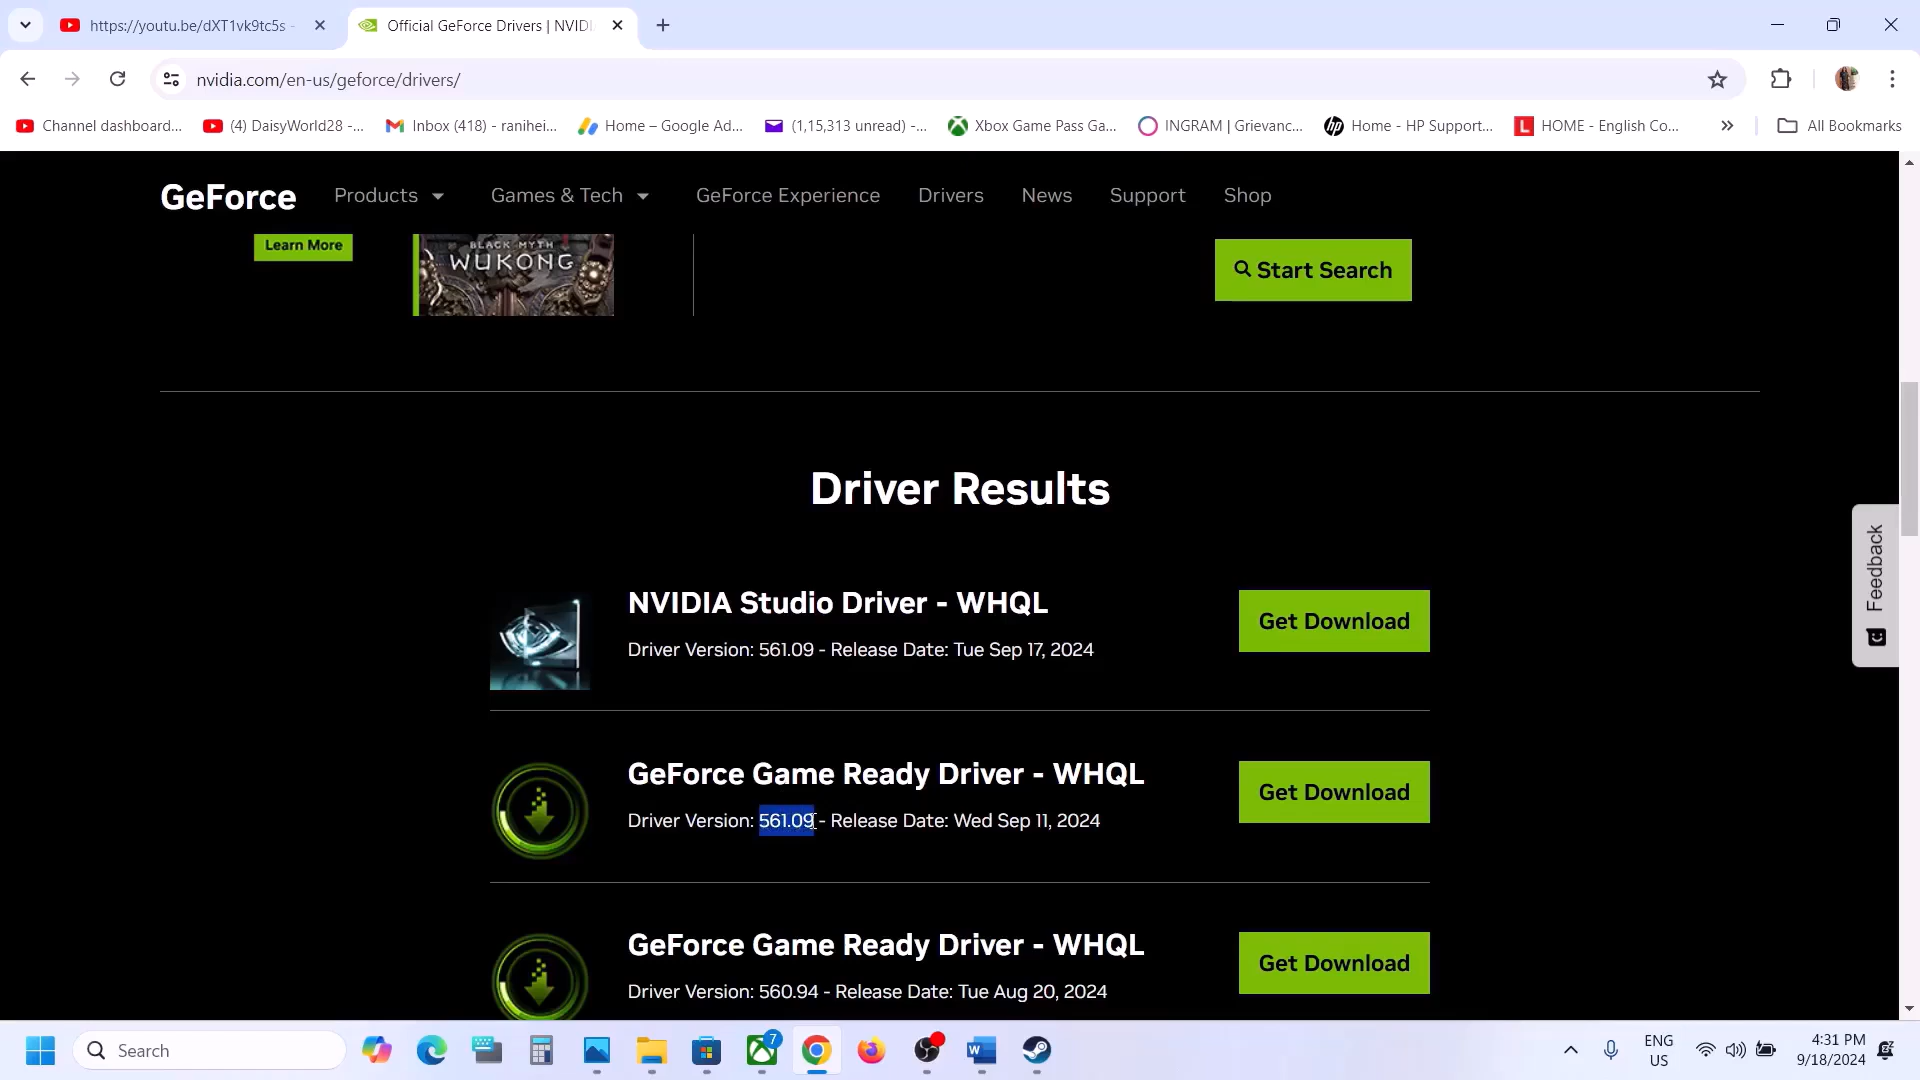 https://youtu.be/dXT1vk9tc5s -
Official GeForce Drivers | NVIDI
nvidia.com/en-us/geforce/drivers/
Channel dashboard...
(4) DaisyWorld28 -...
Inbox (418) - ranihei...
Home – Google Ad...
(1,15,313 unread) -...
Xbox Game Pass Ga...
INGRAM | Grievanc...
Home - HP Support...
HOME - English Co...
All Bookmarks
GeForce
Products
Games & Tech
GeForce Experience
Drivers
News
Support
Shop
Learn More
BLACK MYTH
WUKONG
Start Search
Driver Results
NVIDIA Studio Driver - WHQL
Driver Version: 561.09 - Release Date: Tue Sep 17, 2024
Get Download
GeForce Game Ready Driver - WHQL
Driver Version: 561.09 - Release Date: Wed Sep 11, 2024
Get Download
GeForce Game Ready Driver - WHQL
Driver Version: 560.94 - Release Date: Tue Aug 20, 2024
Get Download
Feedback
Search
7
ENG
US
4:31 PM
9/18/2024